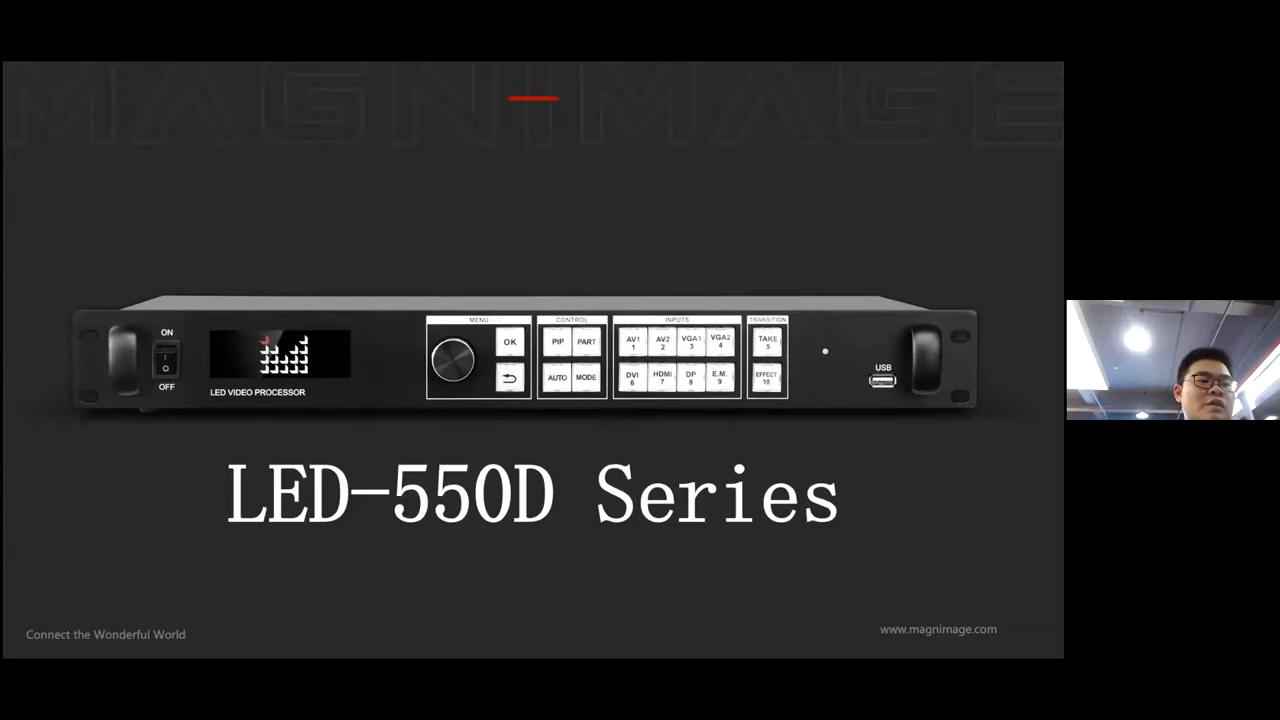 MAGNIMAGE
ON
OFF
LED VIDEO PROCESSOR
MENU
OK
CONTROL
PIP PART
AUTO MODE
INPUTS
AV1 AV2 VGA1 VGA2
1 2 3 4
DVI HDMI DP E.M.
6 7 8 9
TRANSITION
TAKE
5
EFFECT
10
USB
LED-550D Series
Connect the Wonderful World
www.magnimage.com